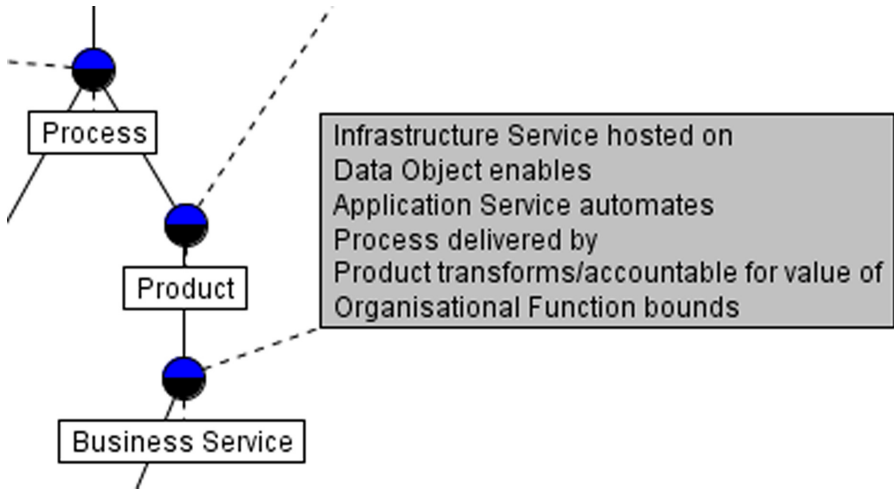 Process
Infrastructure Service hosted on
Data Object enables
Application Service automates
Process delivered by
Product transforms/accountable for value of
Organisational Function bounds
Product
Business Service